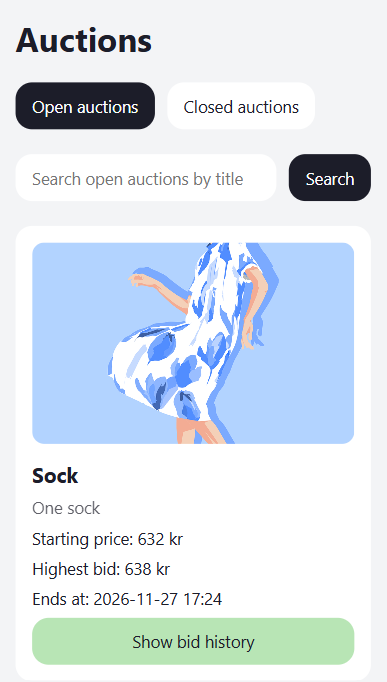 Auctions
Open auctions Closed auctions
Search open auctions by title Search
Sock
One sock
Starting price: 632 kr
Highest bid: 638 kr
Ends at: 2026-11-27 17:24
Show bid history